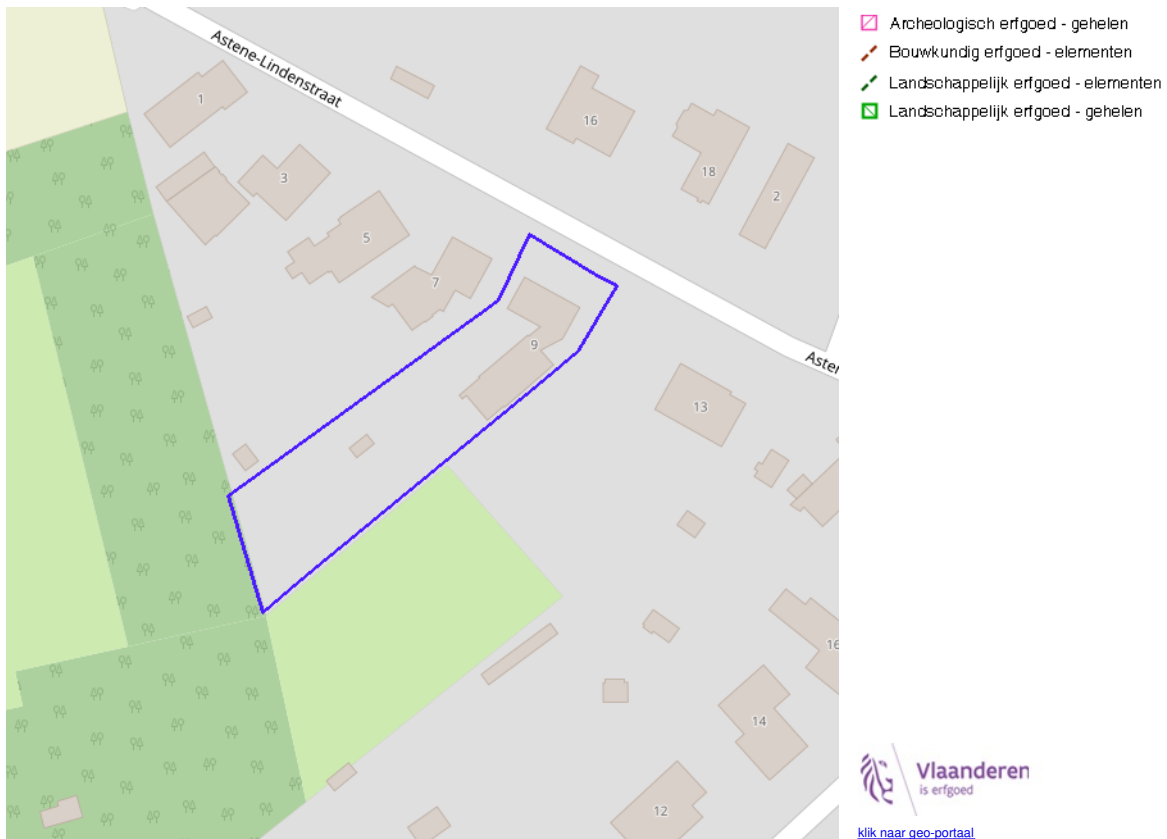 Astene-Lindenstraat
1
3
5
7
9
16
18
2
13
Aste
16
14
12
Archeologisch erfgoed - gehelen
Bouwkundig erfgoed - elementen
Landschappelijk erfgoed - elementen
Landschappelijk erfgoed - gehelen
Vlaanderen
is erfgoed
klik naar geo-portaal